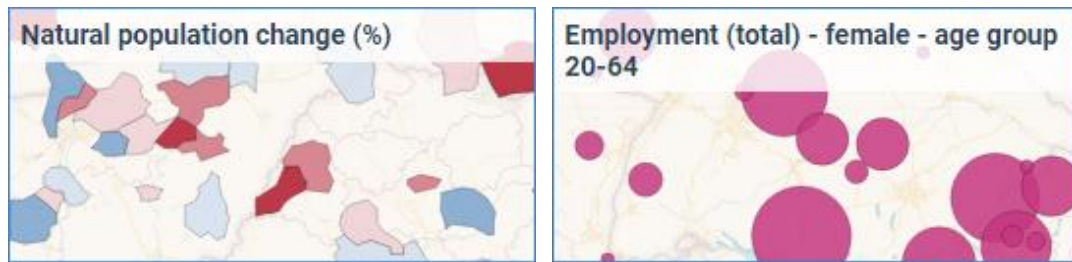 Natural population change (%)
Employment (total) - female - age group
20-64